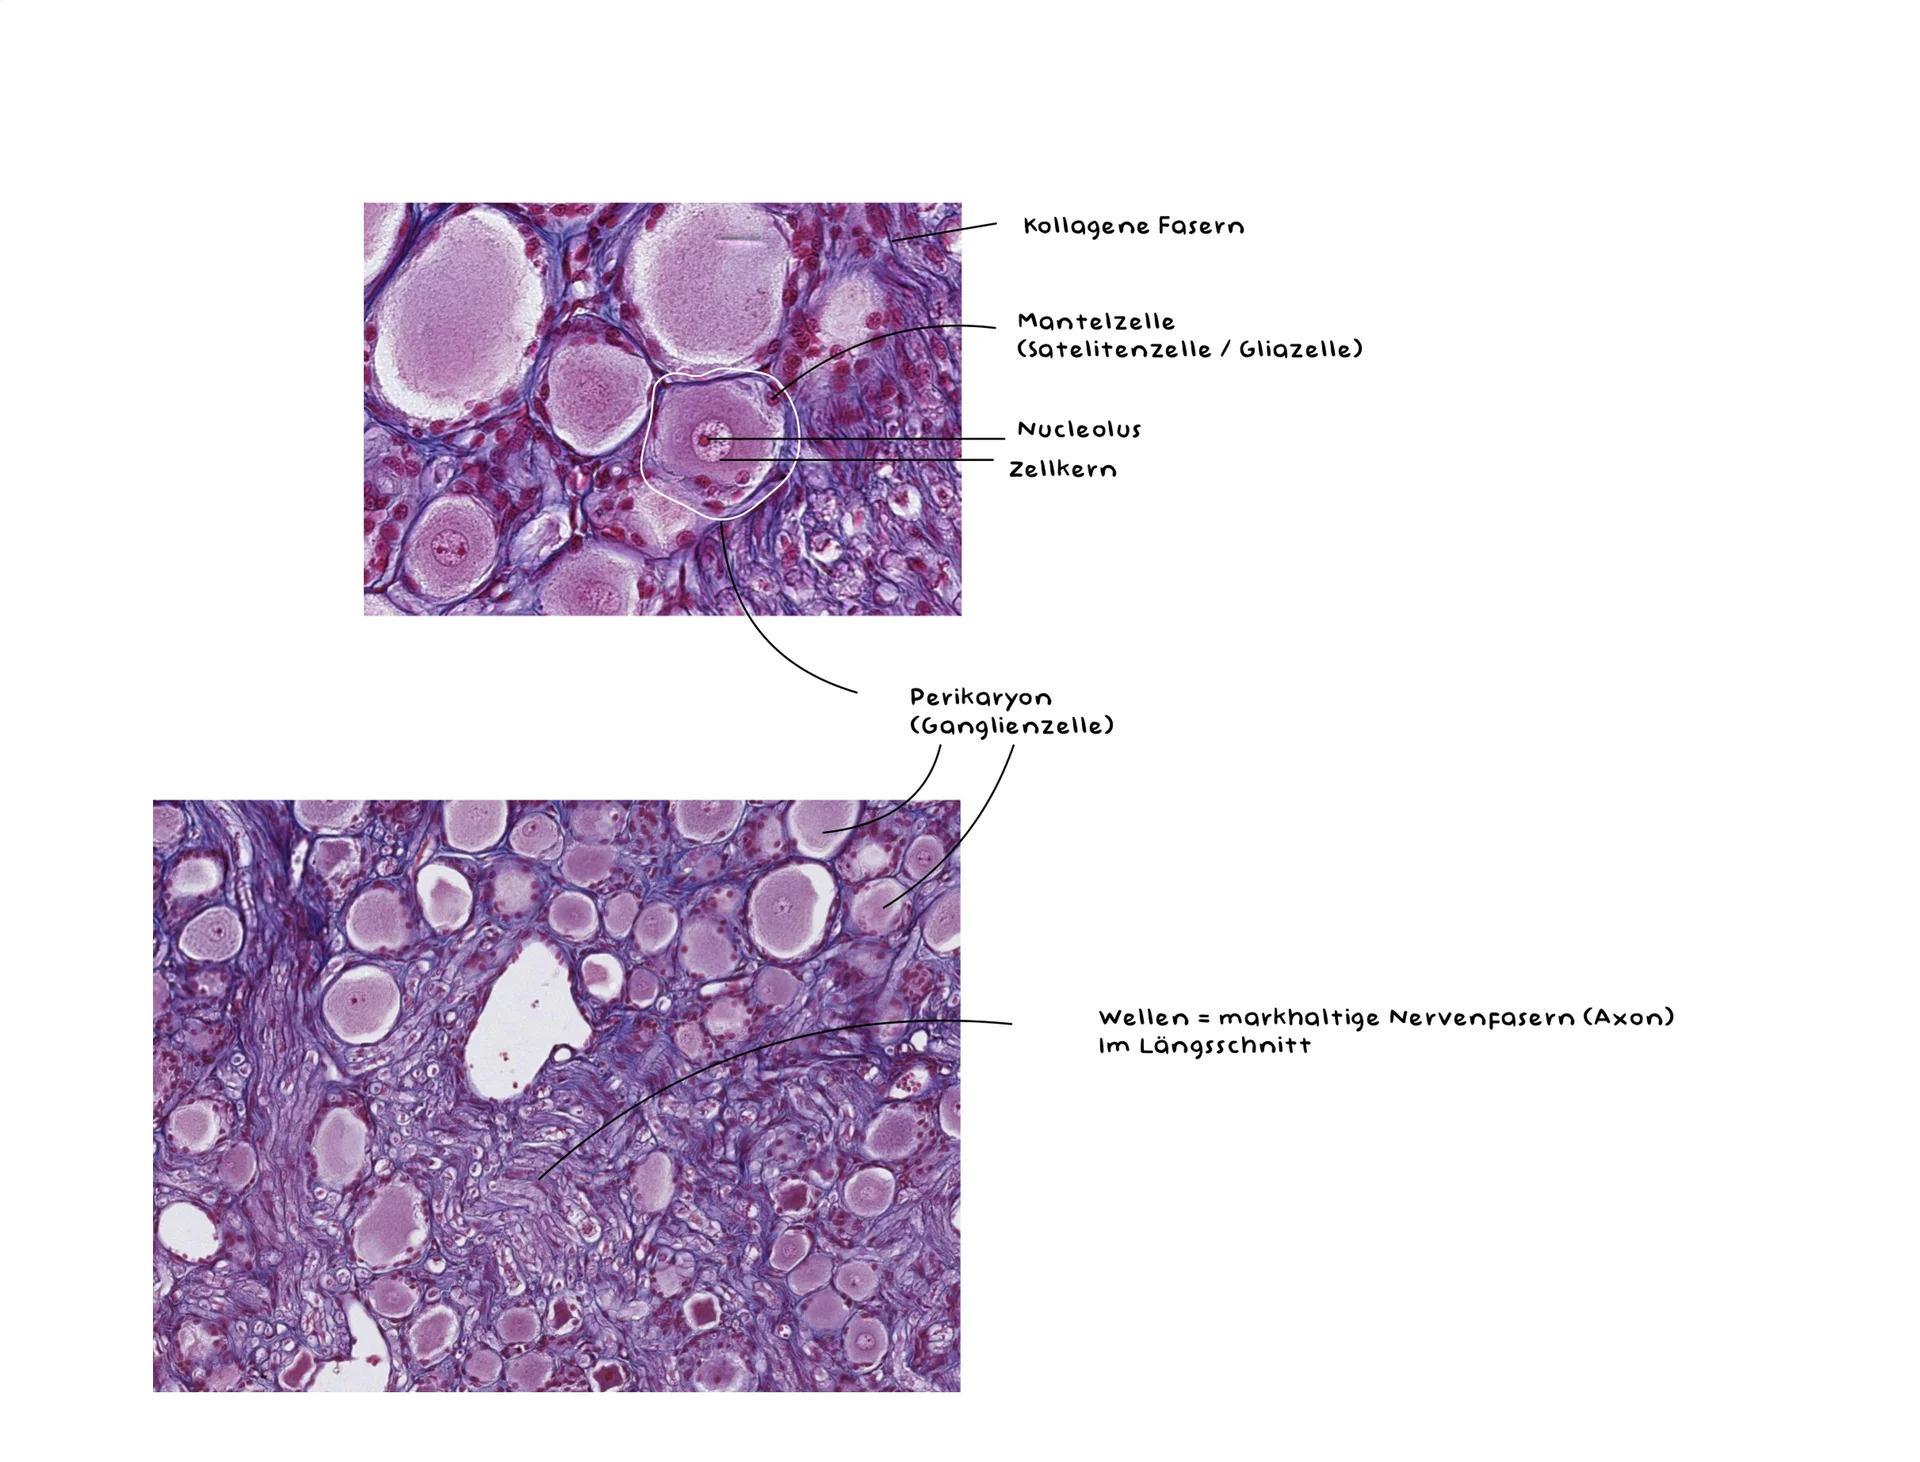 Kollagene Fasern
Mantelzelle
(Satelitenzelle / Gliazelle)
Nucleolus
Zellkern
Perikaryon
(Ganglienzelle)
Wellen = markhaltige Nervenfasern (Axon)
Im Längsschnitt